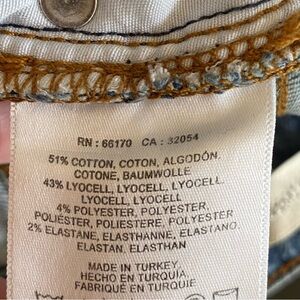 RN : 66170 CA : 32054
51% COTTON, COTON, ALGODÓN,
COTONE, BAUMWOLLE
43% LYOCELL, LYOCELL,
LYOCELL, LYOCELL, LYOCELL
4% POLYESTER, POLYESTER,
POLIÉSTER, POLIESTERE, POLYESTER
2% ELASTANE, ELASTHANNE, ELASTANO
ELASTAN, ELASTHAN
MADE IN TURKEY
HECHO EN TURQUÍA
FABRIQUÉ EN TURQUIE